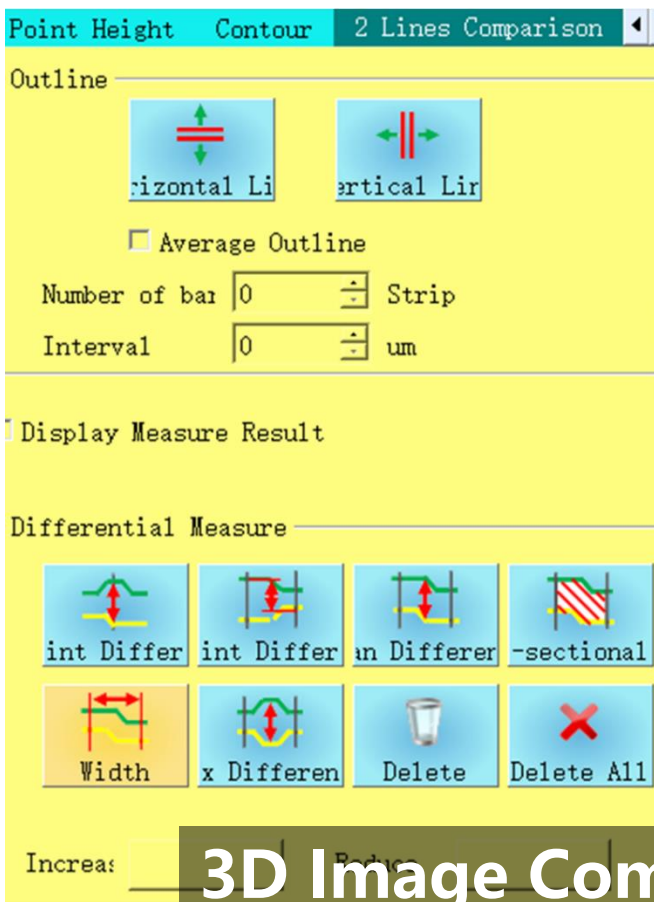 Point Height Contour 2 Lines Comparison
Outline
rizontal Li ertical Lin
Average Outline
Number of bar 0 Strip
Interval 0 um
Display Measure Result
Differential Measure
int Differ int Differ an Differer -sectional
Width x Differen Delete Delete All
Increas Reduce
3D Image Com